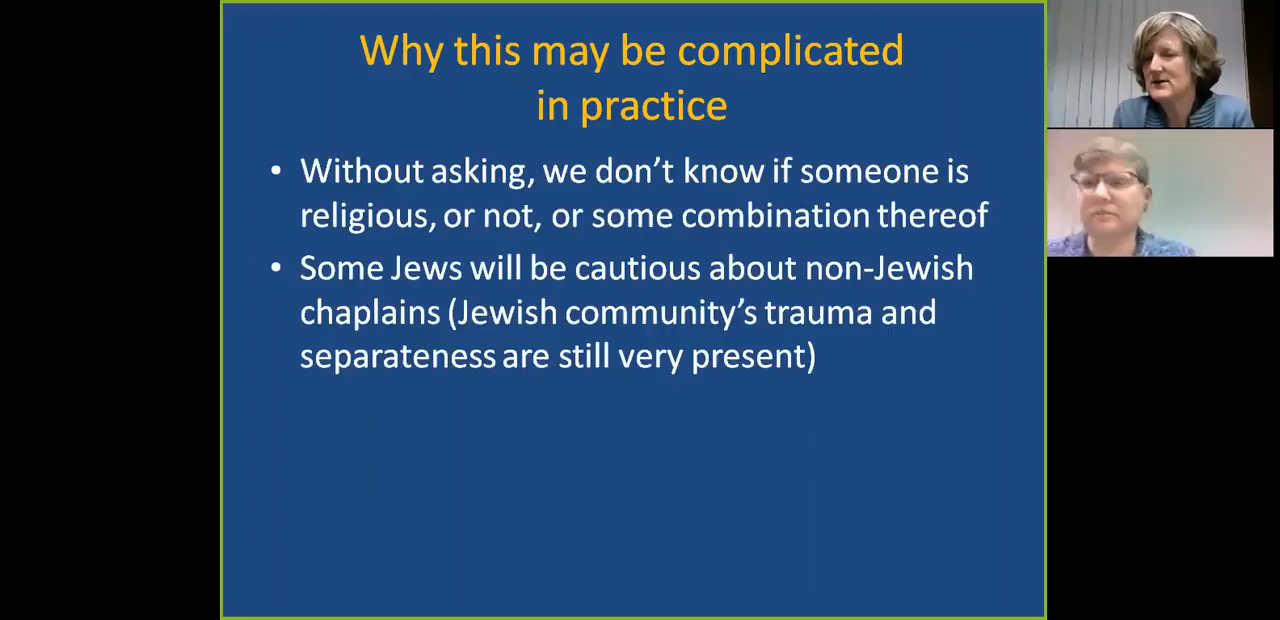 Why this may be complicated
in practice
• Without asking, we don't know if someone is
religious, or not, or some combination thereof
• Some Jews will be cautious about non-Jewish
chaplains (Jewish community's trauma and
separateness are still very present)